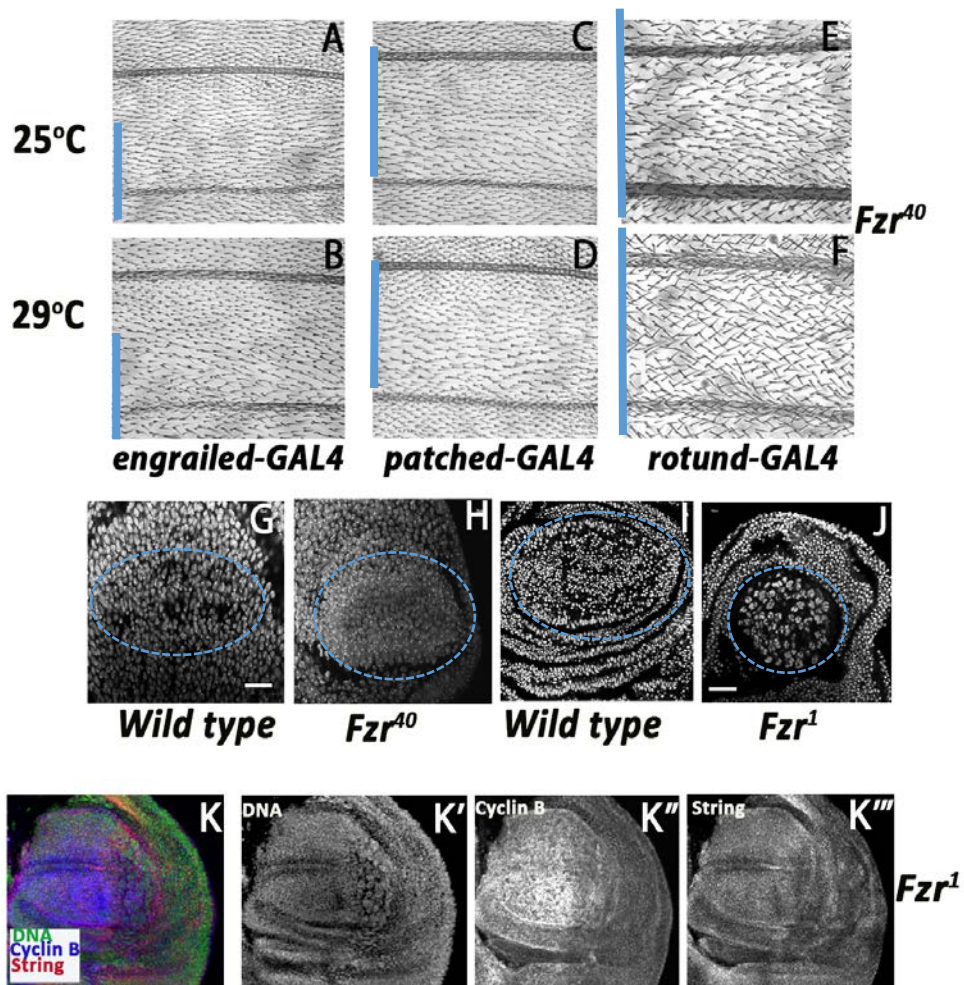 A C E
25°C
Fzr⁴⁰
B D F
29°C
engrailed-GAL4 patched-GAL4 rotund-GAL4
G H I J
Wild type Fzr⁴⁰ Wild type Fzr¹
K DNA K′ Cyclin B K″ String K‴
Fzr¹
DNA
Cyclin B
String